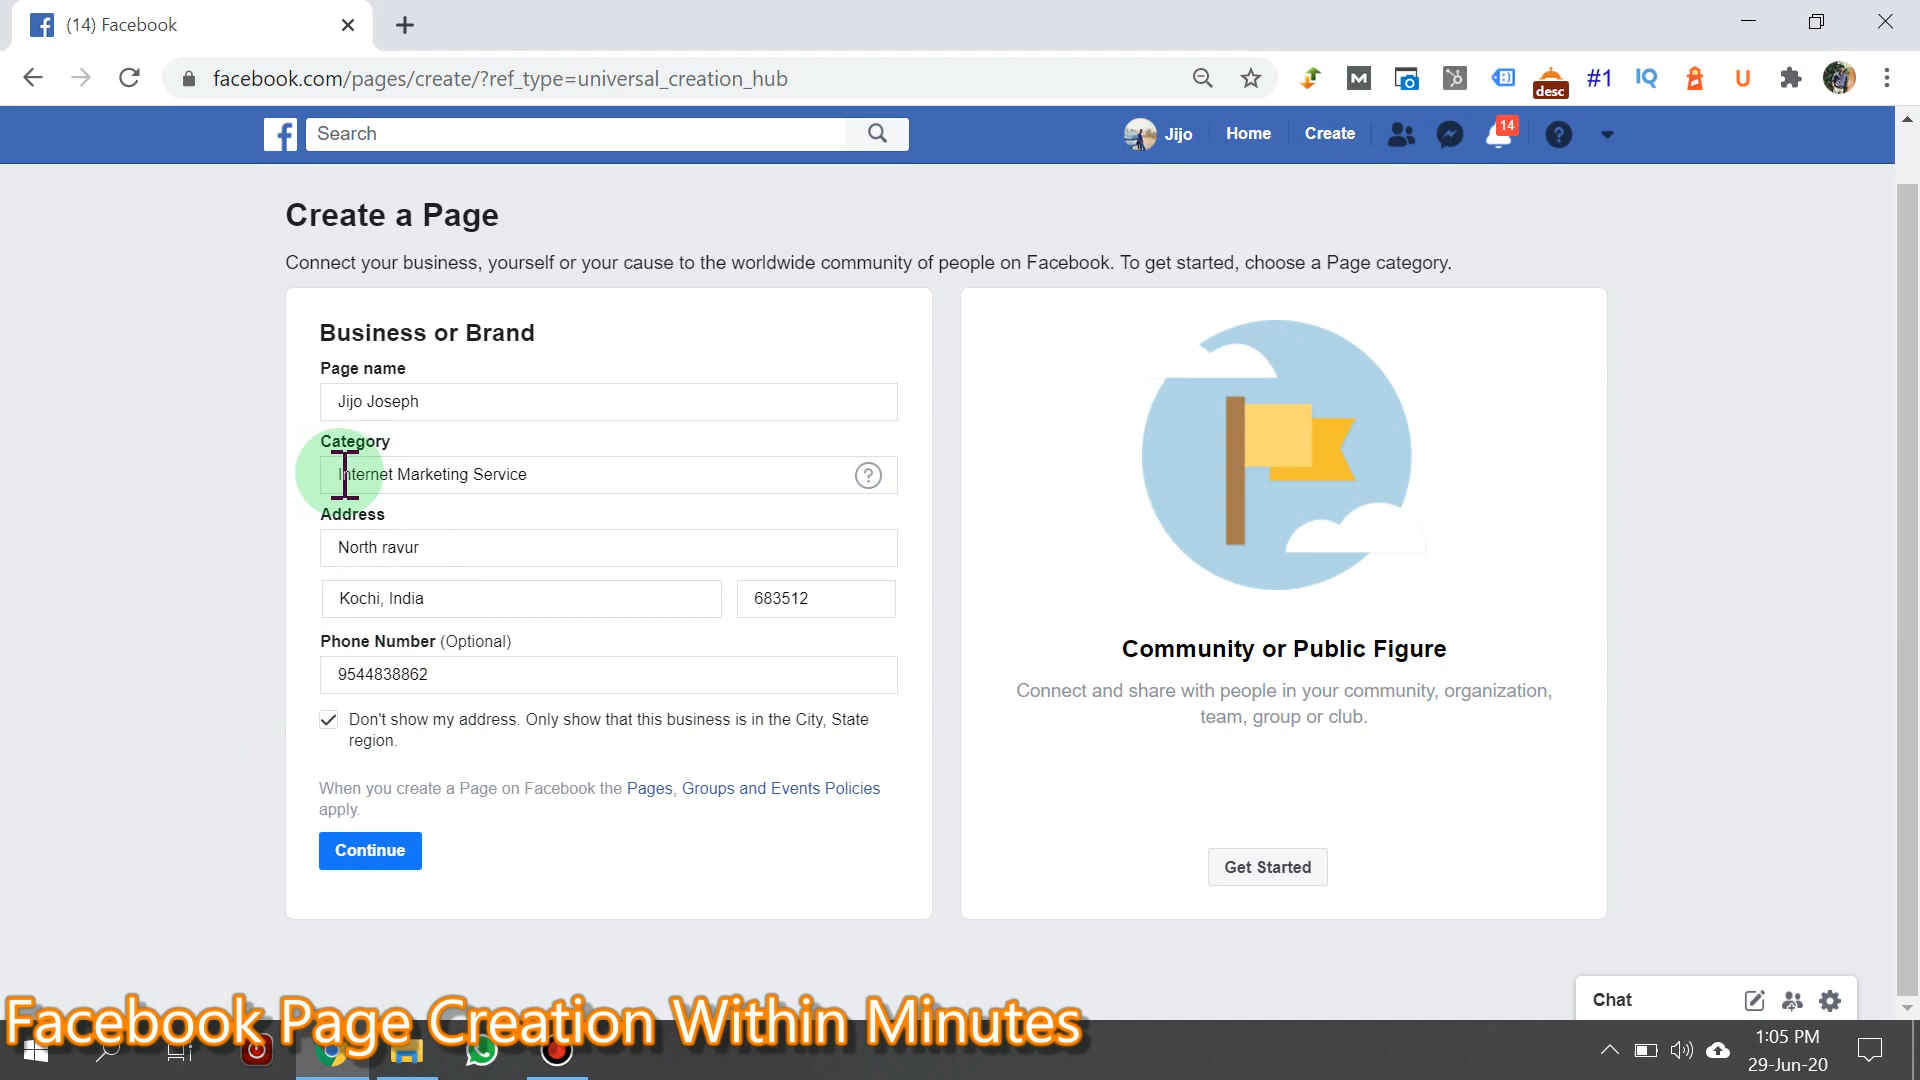 (14) Facebook
facebook.com/pages/create/?ref_type=universal_creation_hub
desc
#1
IQ
U
Search
Jijo
Home
Create
14
Create a Page
Connect your business, yourself or your cause to the worldwide community of people on Facebook. To get started, choose a Page category.
Business or Brand
Page name
Jijo Joseph
Category
Internet Marketing Service
Address
North ravur
Kochi, India
683512
Phone Number (Optional)
9544838862
Don't show my address. Only show that this business is in the City, State
region.
When you create a Page on Facebook the Pages, Groups and Events Policies
apply.
Continue
Community or Public Figure
Connect and share with people in your community, organization,
team, group or club.
Get Started
Chat
Facebook Page Creation Within Minutes
1:05 PM
29-Jun-20